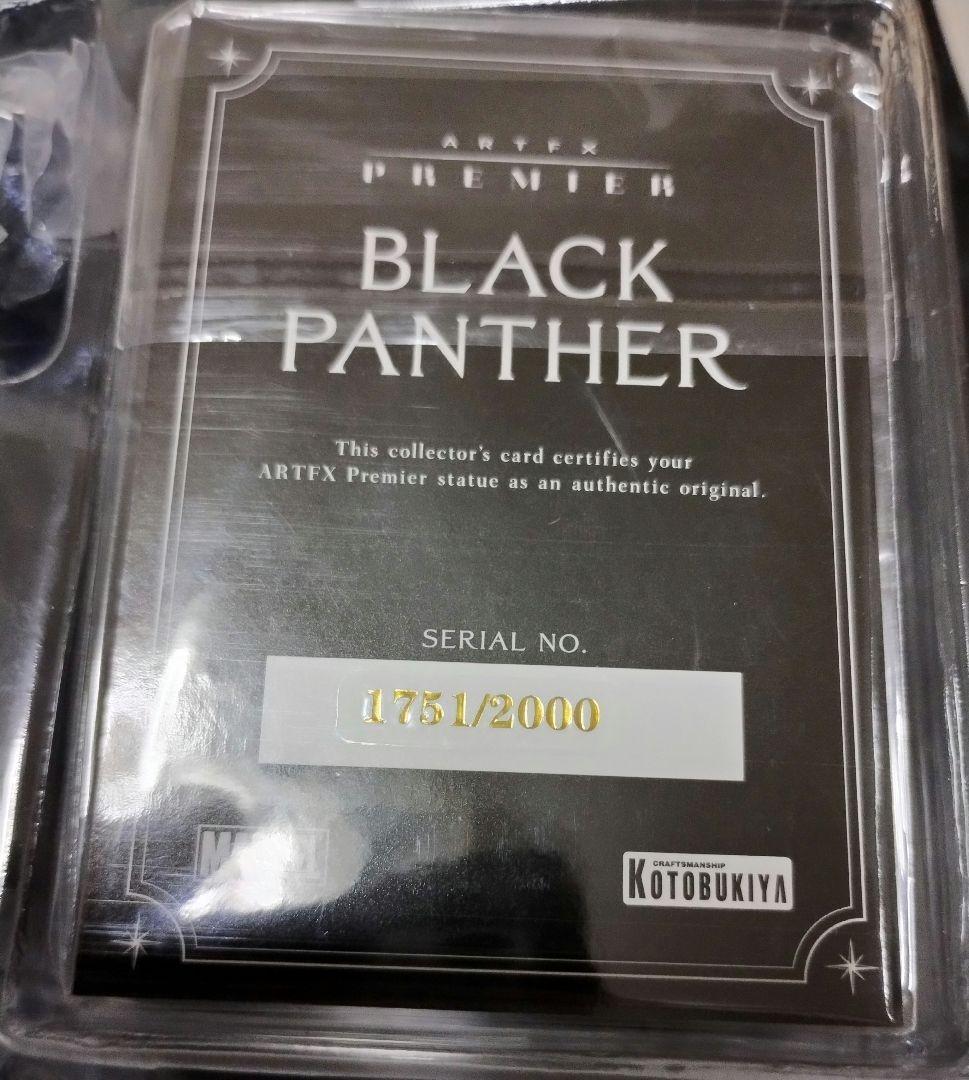 ARTFX
PREMIER
BLACK
PANTHER
This collector's card certifies your
ARTFX Premier statue as an authentic original.
SERIAL NO.
1751/2000
CRAFTSMANSHIP
KOTOBUKIYA